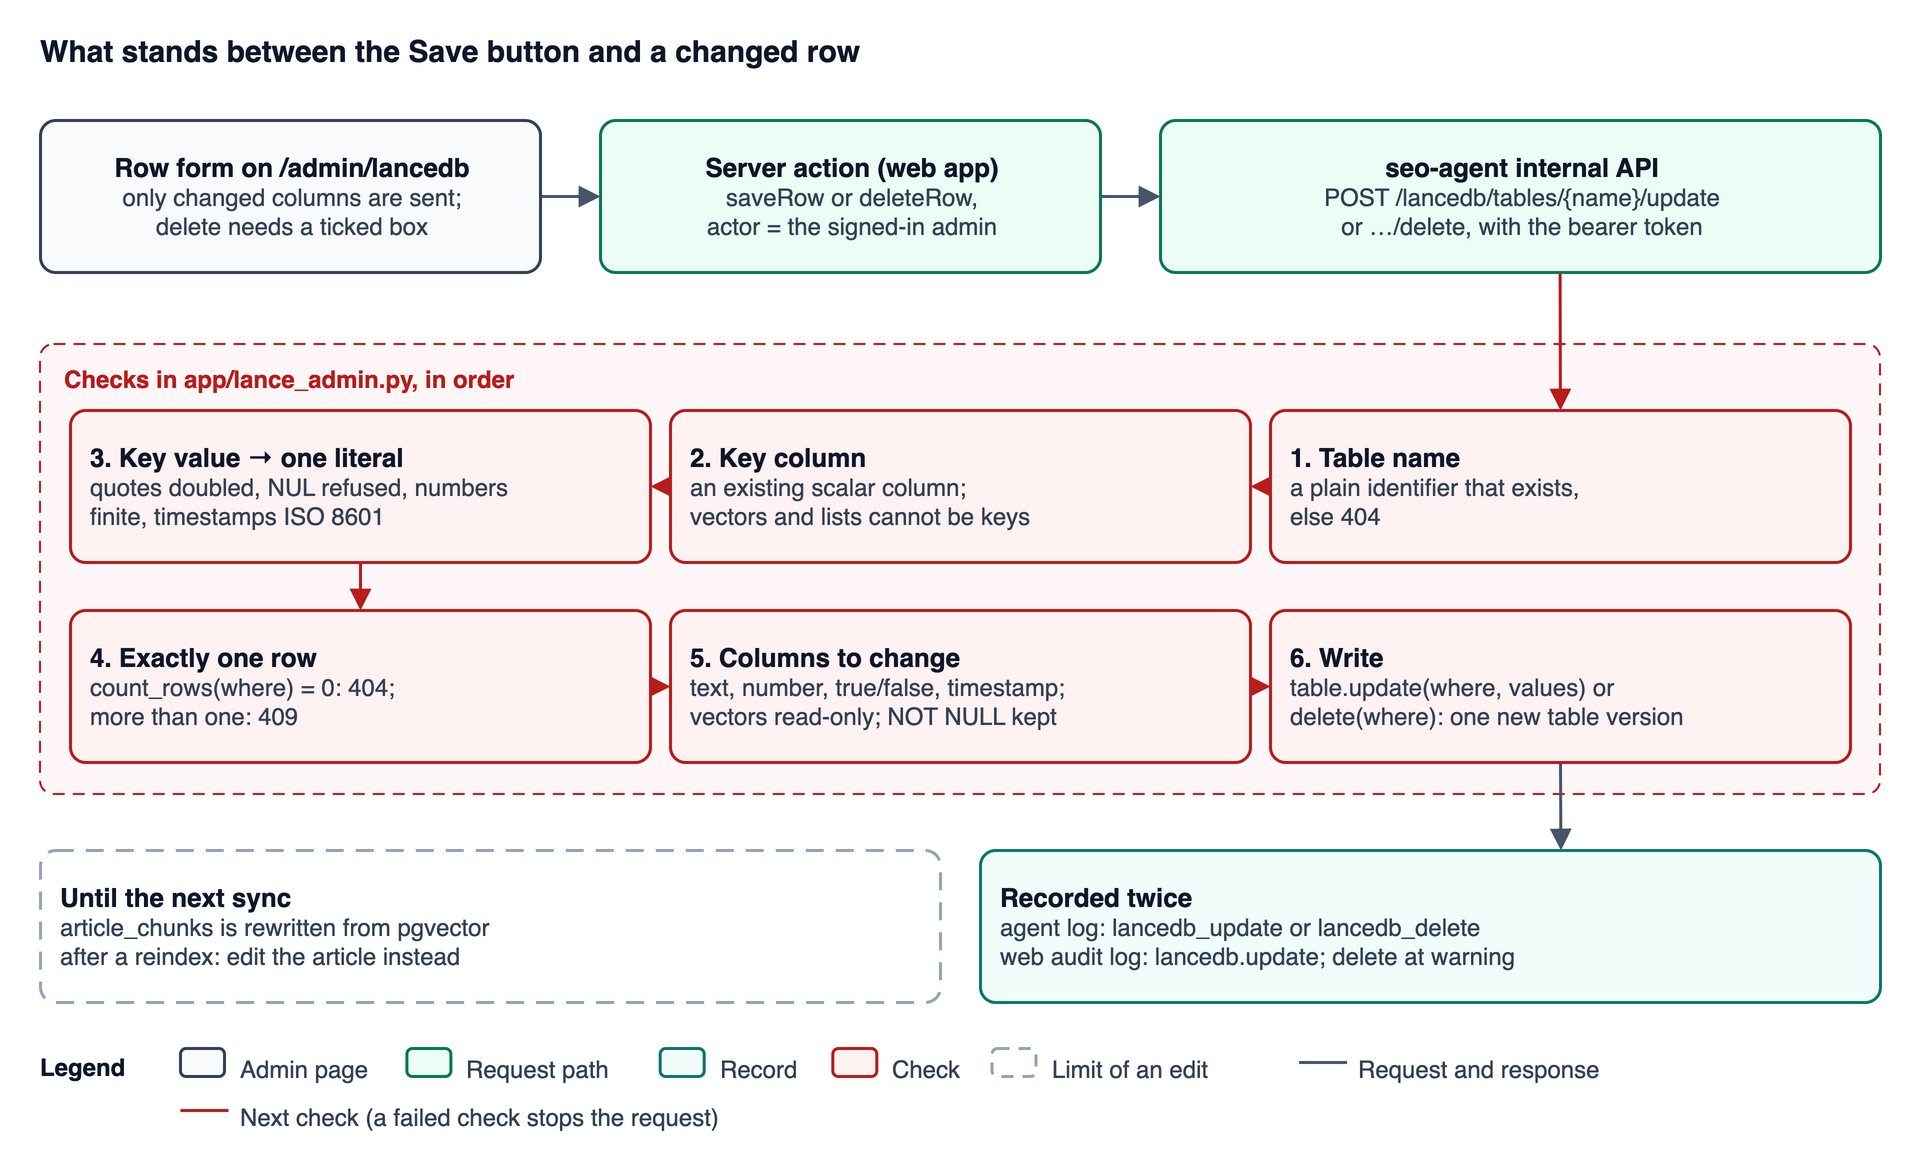 What stands between the Save button and a changed row
Row form on /admin/lancedb
only changed columns are sent;
delete needs a ticked box
Server action (web app)
saveRow or deleteRow,
actor = the signed-in admin
seo-agent internal API
POST /lancedb/tables/{name}/update
or …/delete, with the bearer token
Checks in app/lance_admin.py, in order
3. Key value → one literal
quotes doubled, NUL refused, numbers
finite, timestamps ISO 8601
2. Key column
an existing scalar column;
vectors and lists cannot be keys
1. Table name
a plain identifier that exists,
else 404
4. Exactly one row
count_rows(where) = 0: 404;
more than one: 409
5. Columns to change
text, number, true/false, timestamp;
vectors read-only; NOT NULL kept
6. Write
table.update(where, values) or
delete(where): one new table version
Until the next sync
article_chunks is rewritten from pgvector
after a reindex: edit the article instead
Recorded twice
agent log: lancedb_update or lancedb_delete
web audit log: lancedb.update; delete at warning
Legend
Admin page
Request path
Record
Check
Limit of an edit
Request and response
Next check (a failed check stops the request)